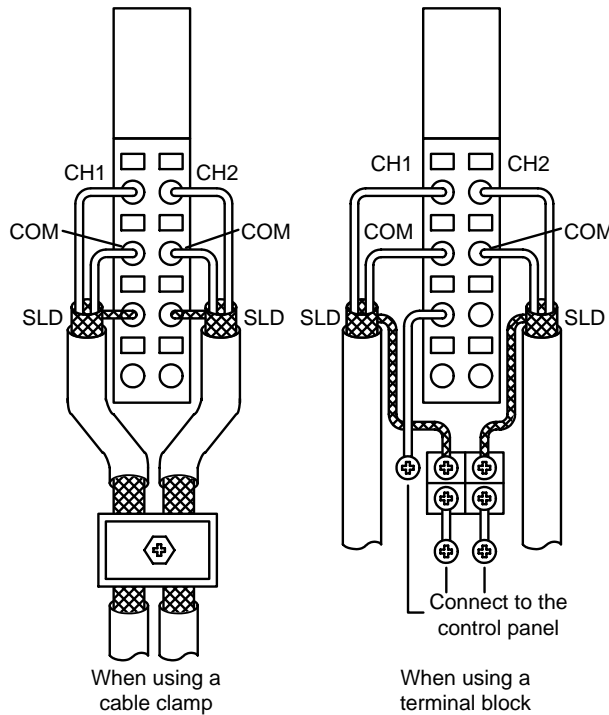 CH1
CH2
COM
COM
SLD
SLD
When using a
cable clamp
CH1
CH2
COM
COM
SLD
SLD
Connect to the
control panel
When using a
terminal block